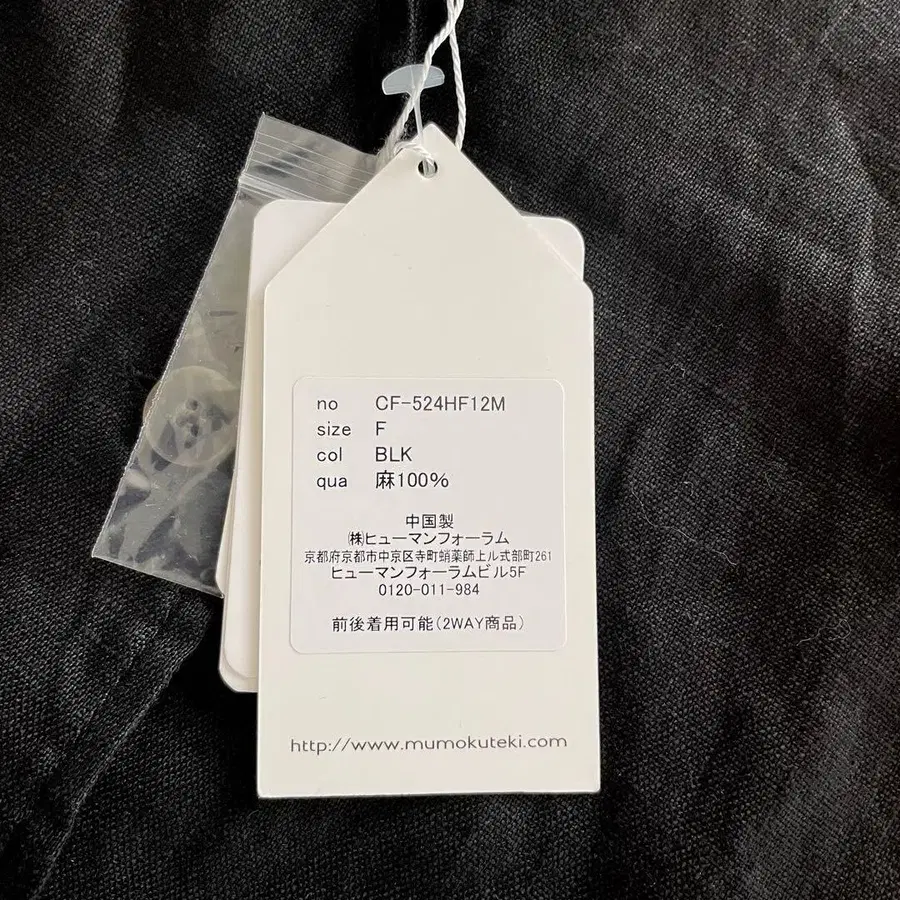 no CF-524HF12M
size F
col BLK
qua 麻100%
中国製
㈱ヒューマンフォーラム
京都府京都市中京区寺町蛸薬師上ル式部町261
ヒューマンフォーラムビル5F
0120-011-984
前後着用可能(2WAY商品)
http://www.mumokuteki.com